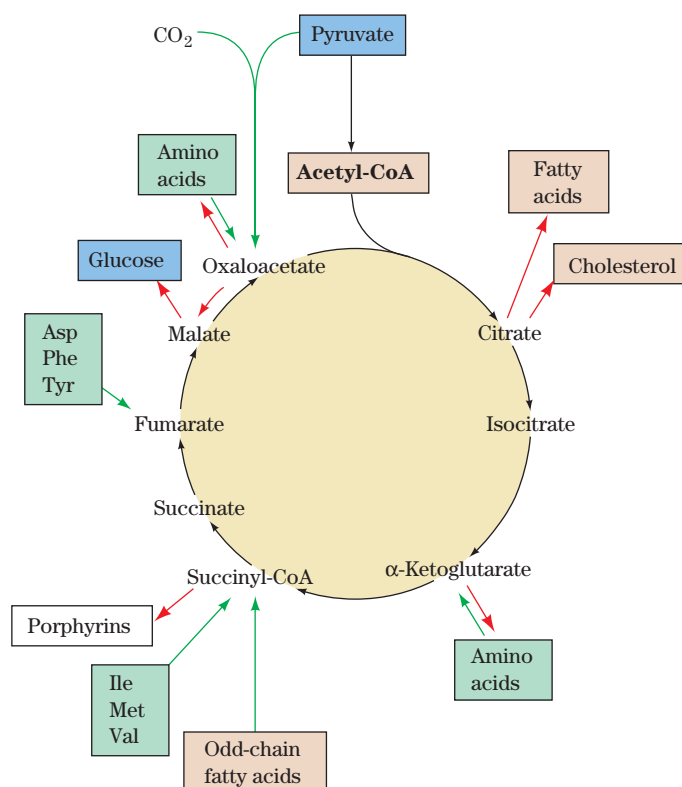 CO2
Pyruvate
Amino
acids
Acetyl-CoA
Fatty
acids
Glucose
Oxaloacetate
Cholesterol
Malate
Citrate
Asp
Phe
Tyr
Fumarate
Isocitrate
Succinate
Succinyl-CoA
α-Ketoglutarate
Porphyrins
Amino
acids
Ile
Met
Val
Odd-chain
fatty acids